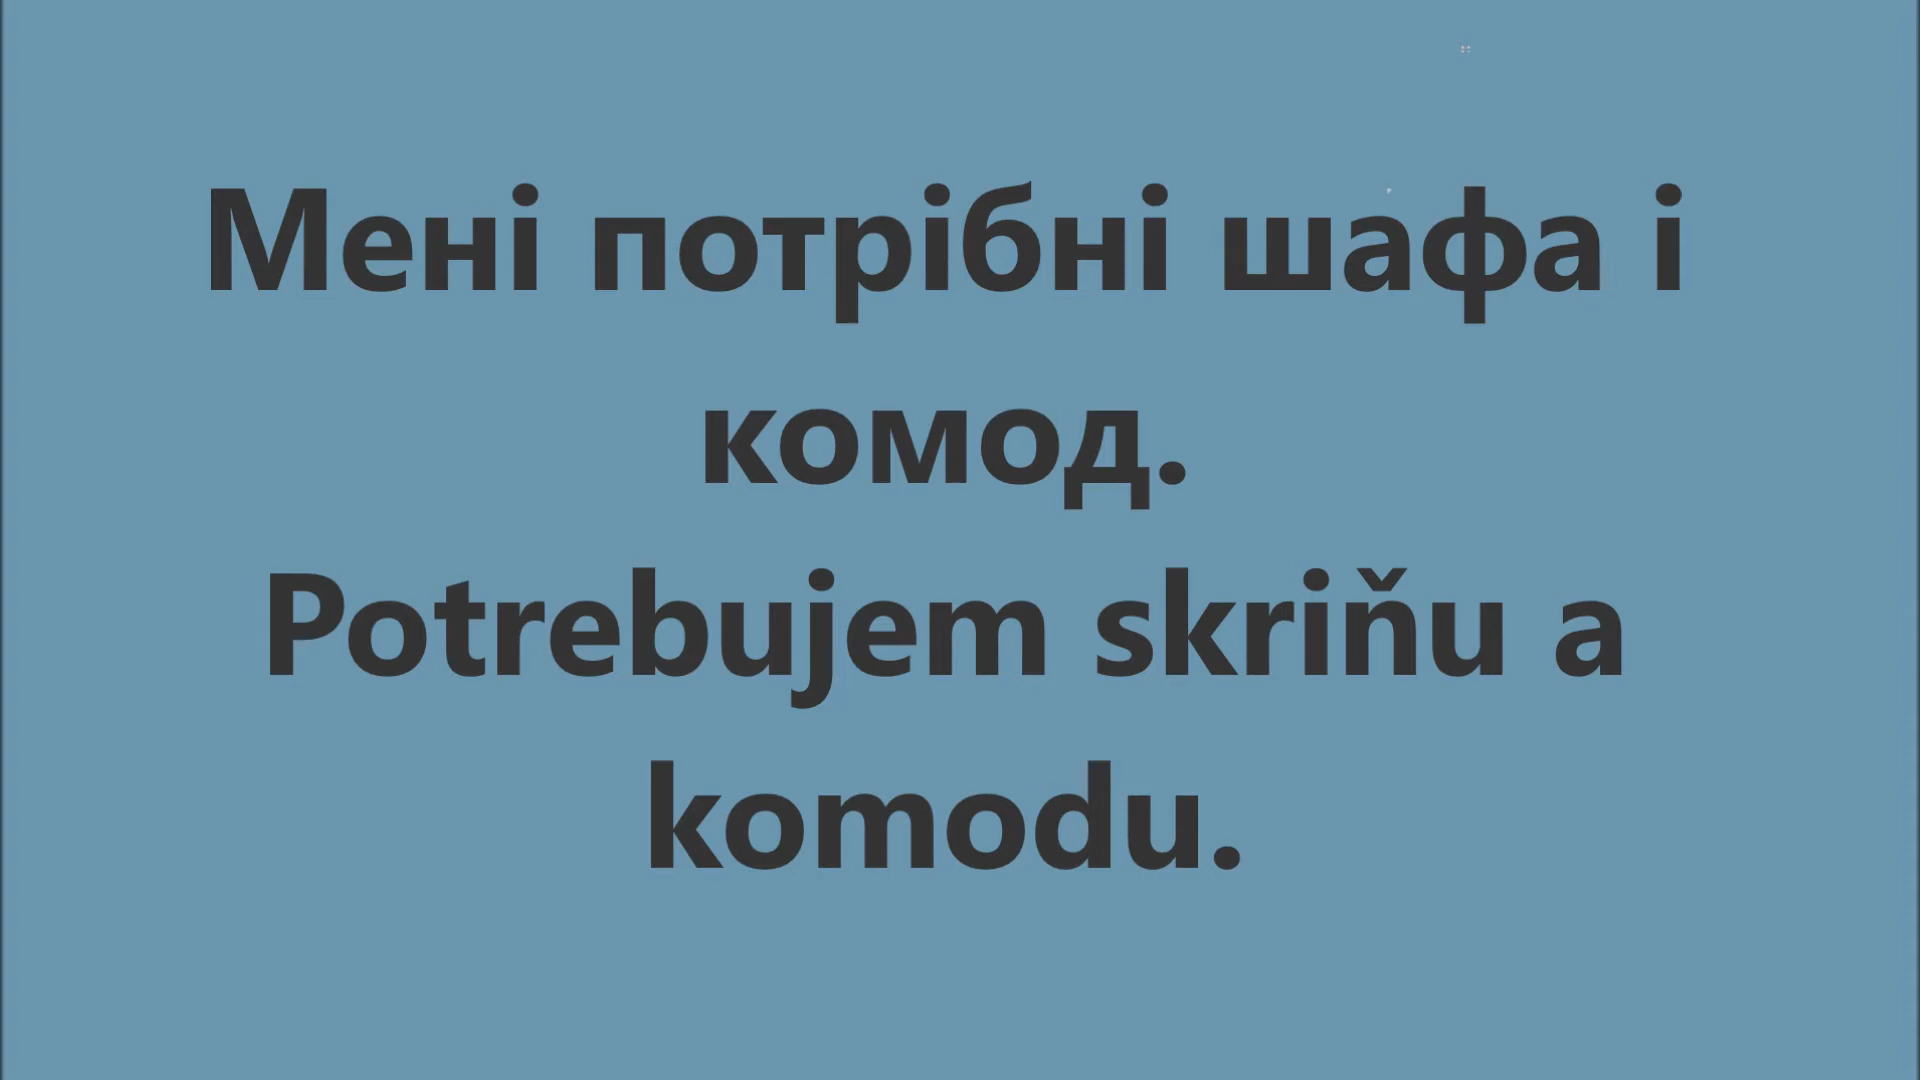 Мені потрібні шафа і
комод.
Potrebujem skriňu a
komodu.